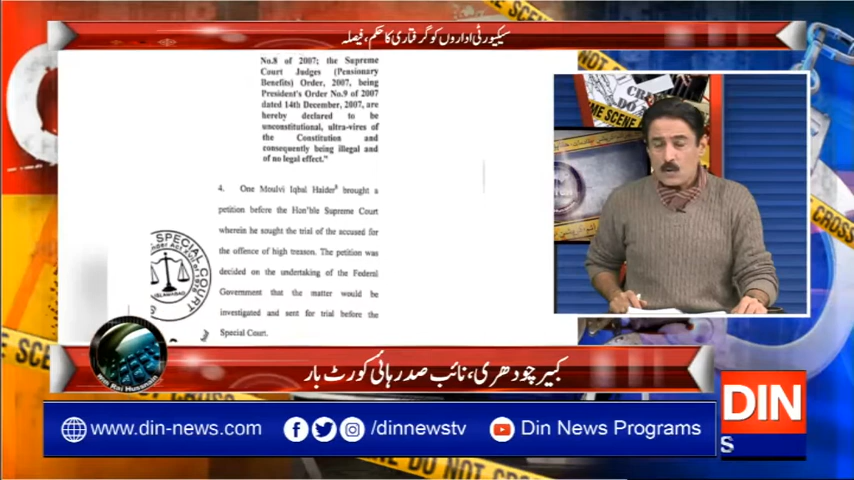 سیکیورٹی اداروں کو گرفتاری کا حکم، فیصلہ
No.8 of 2007; the Supreme
Court Judges (Pensionary
Benefits) Order, 2007, being
President's Order No.9 of 2007
dated 14th December, 2007, are
hereby declared to be
unconstitutional, ultra-vires of
the Constitution and
consequently being illegal and
of no legal effect."
4. One Moulvi Iqbal Haider brought a
petition before the Hon'ble Supreme Court
wherein he sought the trial of the accused for
the offence of high treason. The petition was
decided on the undertaking of the Federal
Government that the matter would be
investigated and sent for trial before the
Special Court.
SPECIAL COURT
ISLAMABAD
CROSS
CRIME SCENE
DO NOT CROSS
کبیر چودھری، نائب صدر ہائی کورٹ بار
www.din-news.com
/dinnewstv
Din News Programs
DIN
S